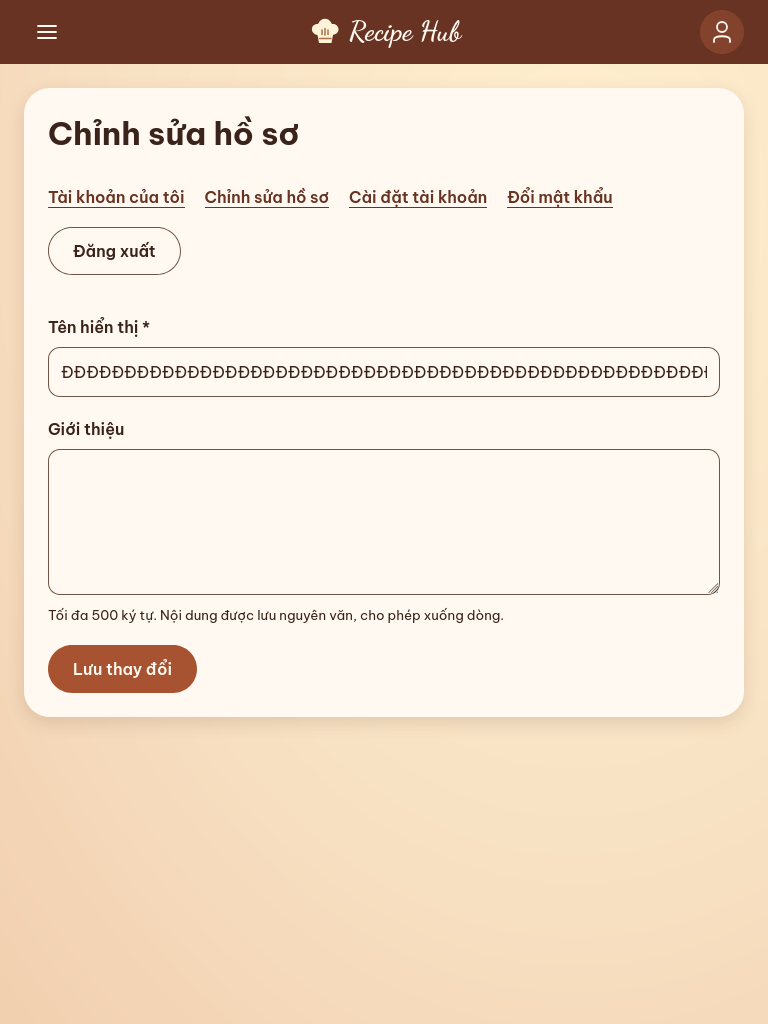 Recipe Hub
Chỉnh sửa hồ sơ
Tài khoản của tôi Chỉnh sửa hồ sơ Cài đặt tài khoản Đổi mật khẩu
Đăng xuất
Tên hiển thị *
ĐĐĐĐĐĐĐĐĐĐĐĐĐĐĐĐĐĐĐĐĐĐĐĐĐĐĐĐĐĐĐĐĐĐĐĐĐĐĐĐĐĐĐĐĐĐĐĐĐĐĐ
Giới thiệu
Tối đa 500 ký tự. Nội dung được lưu nguyên văn, cho phép xuống dòng.
Lưu thay đổi